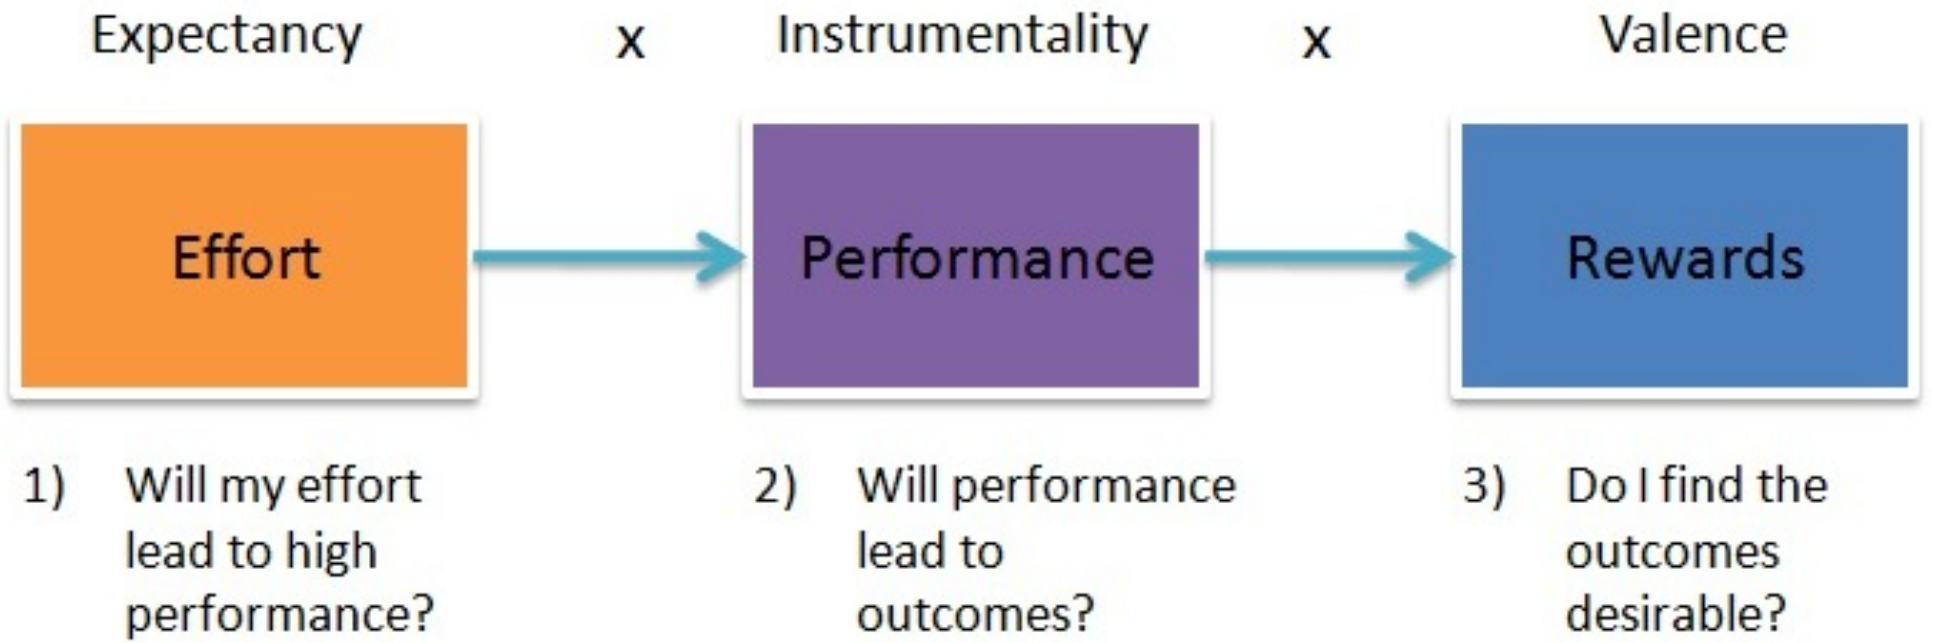 Expectancy x Instrumentality x Valence
Effort
Performance
Rewards
1) Will my effort
lead to high
performance?
2) Will performance
lead to
outcomes?
3) Do I find the
outcomes
desirable?